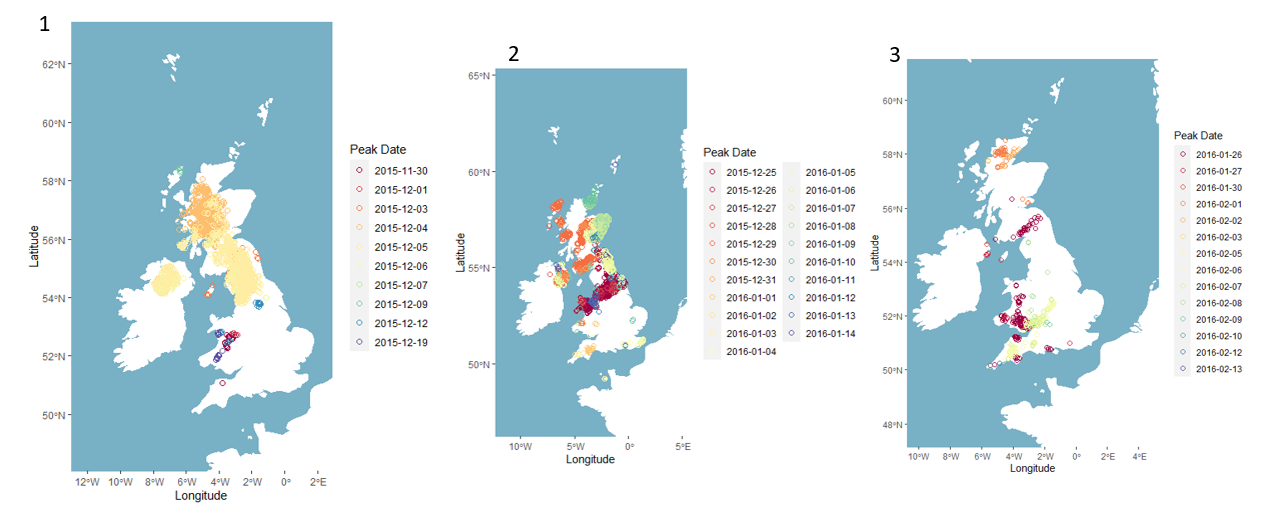 1
62°N
60°N
58°N
56°N
54°N
52°N
50°N
Latitude
12°W 10°W 8°W 6°W 4°W 2°W 0° 2°E
Longitude
Peak Date
2015-11-30
2015-12-01
2015-12-03
2015-12-04
2015-12-05
2015-12-06
2015-12-07
2015-12-09
2015-12-12
2015-12-19
2
65°N
60°N
55°N
50°N
Latitude
10°W 5°W 0° 5°E
Longitude
Peak Date
2015-12-25 2016-01-05
2015-12-26 2016-01-06
2015-12-27 2016-01-07
2015-12-28 2016-01-08
2015-12-29 2016-01-09
2015-12-30 2016-01-10
2015-12-31 2016-01-11
2016-01-01 2016-01-12
2016-01-02 2016-01-13
2016-01-03 2016-01-14
2016-01-04
3
60°N
58°N
56°N
54°N
52°N
50°N
48°N
Latitude
10°W 8°W 6°W 4°W 2°W 0° 2°E 4°E
Longitude
Peak Date
2016-01-26
2016-01-27
2016-01-30
2016-02-01
2016-02-02
2016-02-03
2016-02-05
2016-02-06
2016-02-07
2016-02-08
2016-02-09
2016-02-10
2016-02-12
2016-02-13